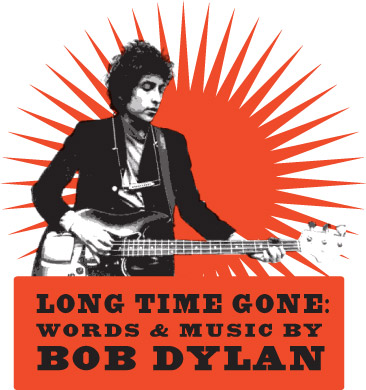 LONG TIME GONE:
WORDS & MUSIC BY
BOB DYLAN